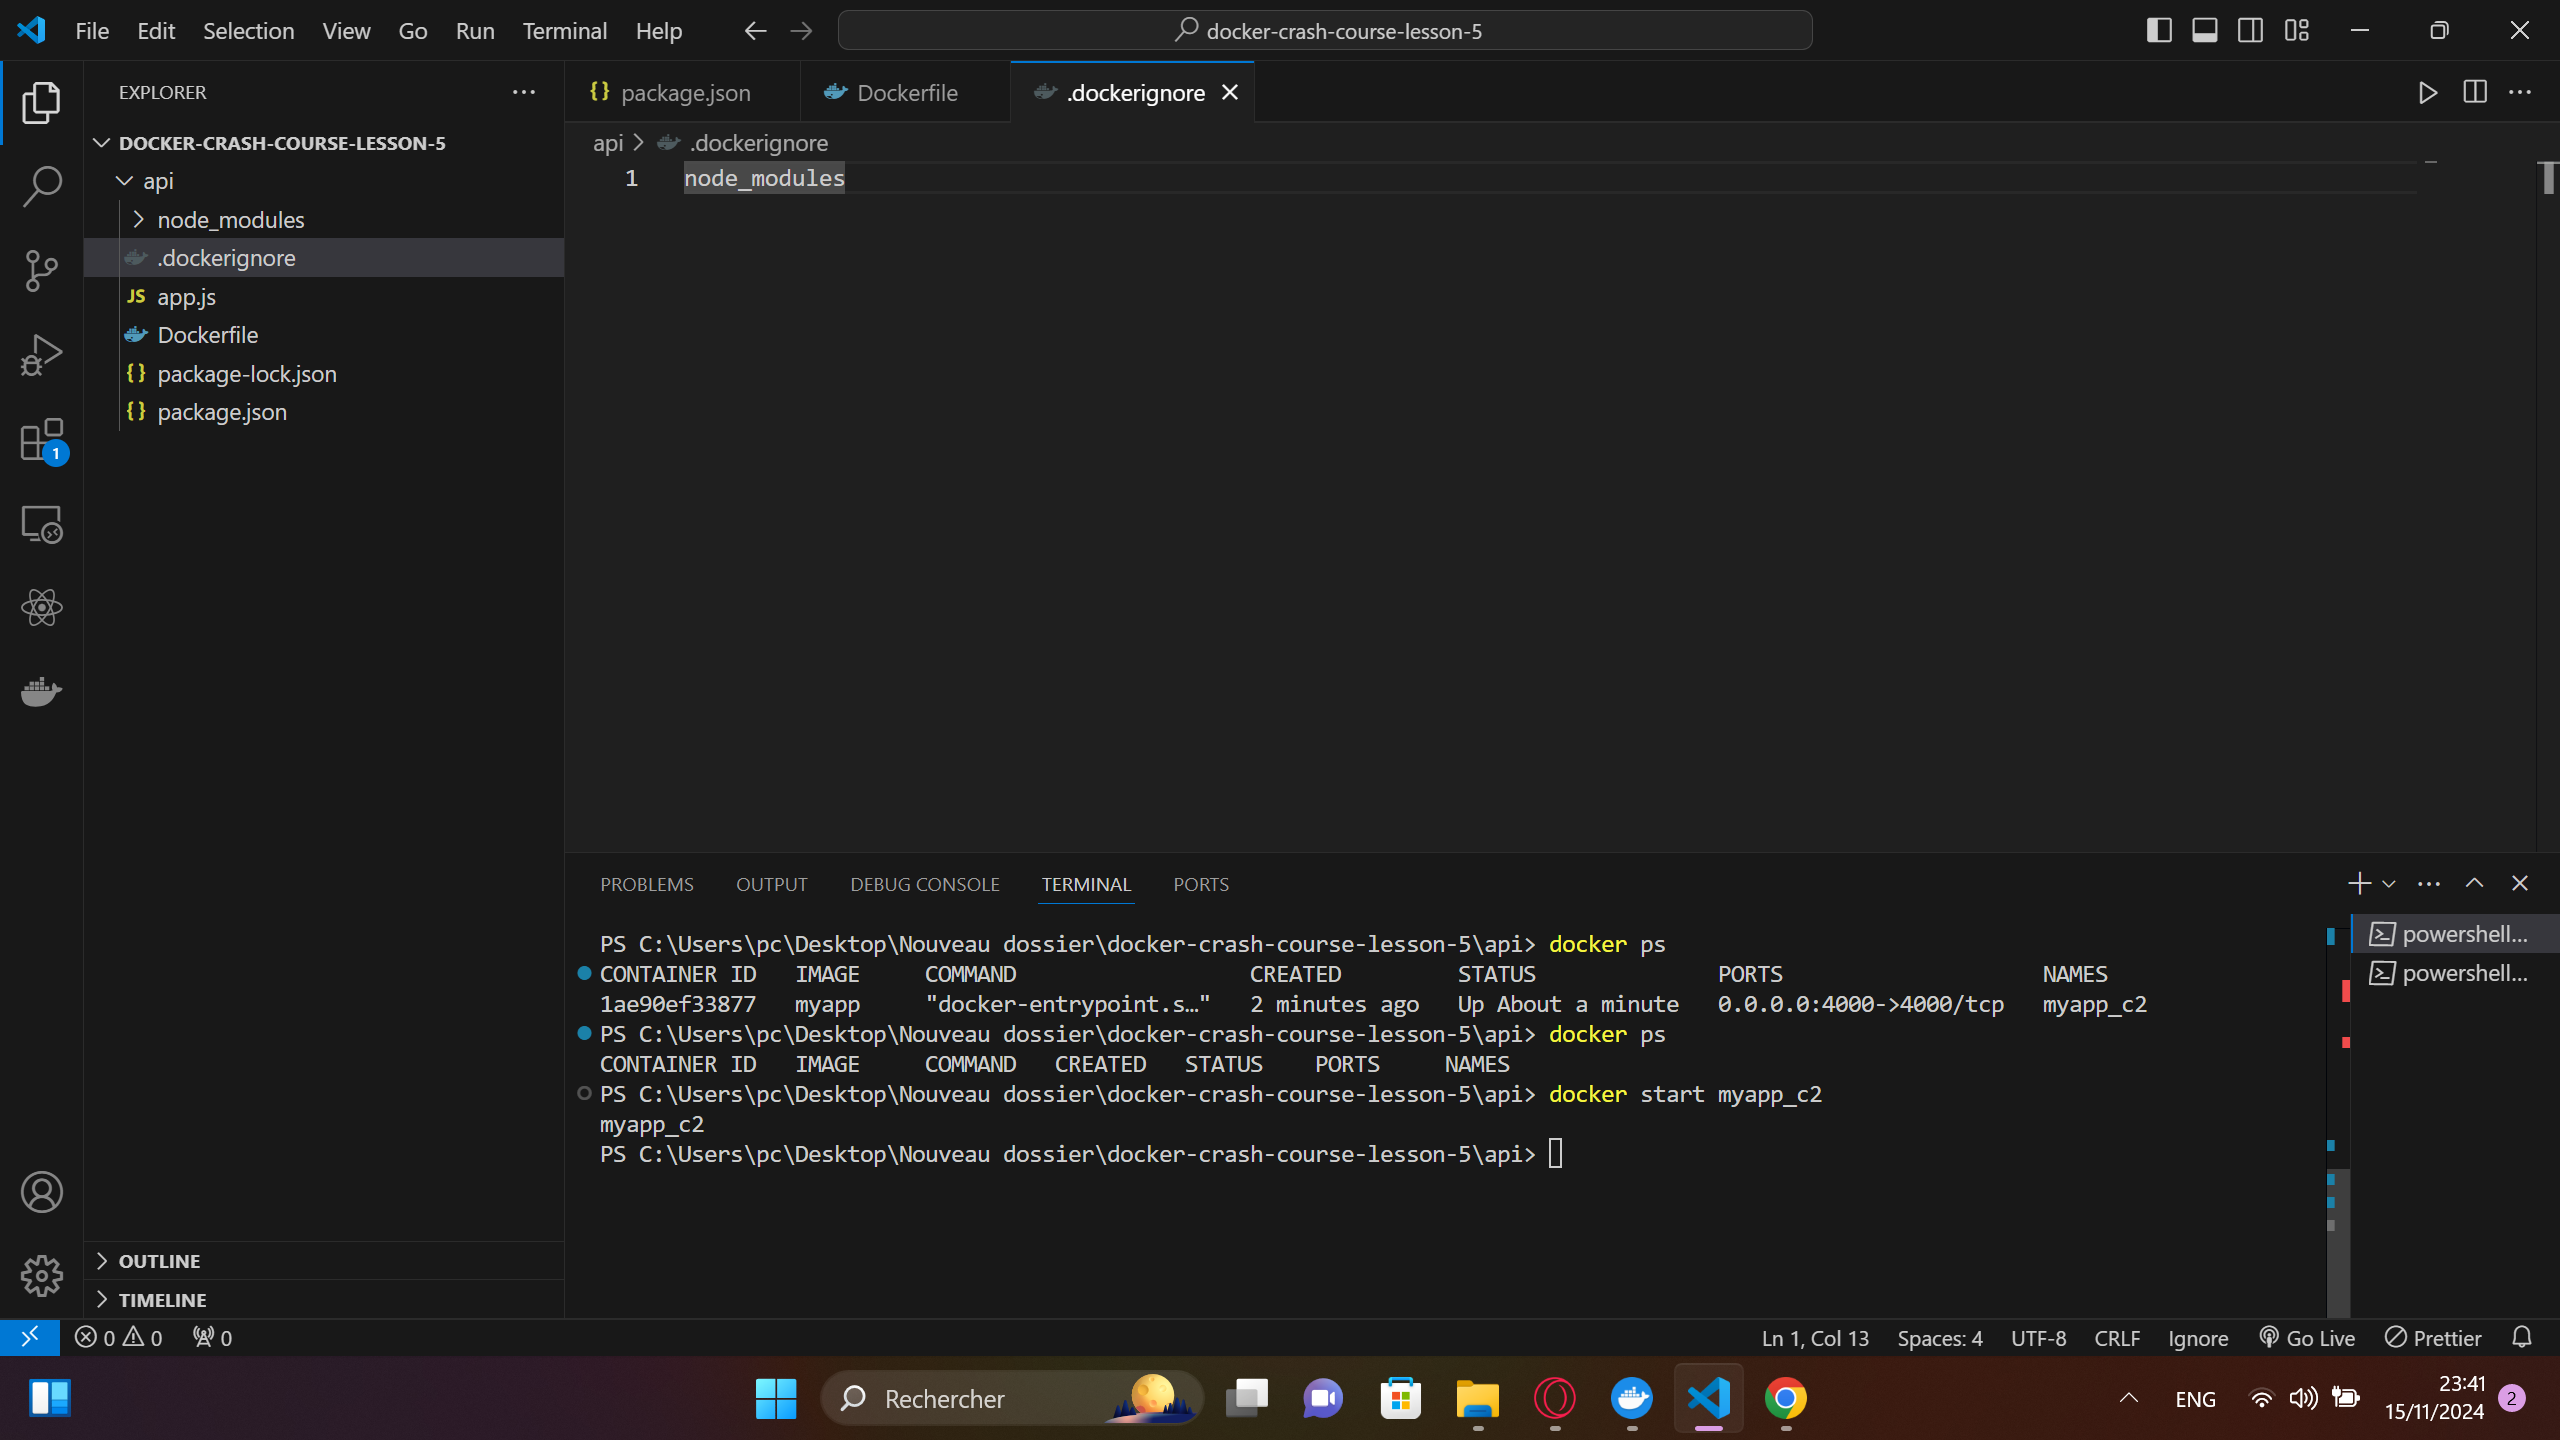 File Edit Selection View Go Run Terminal Help
docker-crash-course-lesson-5
EXPLORER
DOCKER-CRASH-COURSE-LESSON-5
api
node_modules
.dockerignore
JS app.js
Dockerfile
{} package-lock.json
{} package.json
1
OUTLINE
TIMELINE
{} package.json Dockerfile .dockerignore
api > .dockerignore
1 node_modules
PROBLEMS OUTPUT DEBUG CONSOLE TERMINAL PORTS
PS C:\Users\pc\Desktop\Nouveau dossier\docker-crash-course-lesson-5\api> docker ps
CONTAINER ID IMAGE COMMAND CREATED STATUS PORTS NAMES
1ae90ef33877 myapp "docker-entrypoint.s…" 2 minutes ago Up About a minute 0.0.0.0:4000->4000/tcp myapp_c2
PS C:\Users\pc\Desktop\Nouveau dossier\docker-crash-course-lesson-5\api> docker ps
CONTAINER ID IMAGE COMMAND CREATED STATUS PORTS NAMES
PS C:\Users\pc\Desktop\Nouveau dossier\docker-crash-course-lesson-5\api> docker start myapp_c2
myapp_c2
PS C:\Users\pc\Desktop\Nouveau dossier\docker-crash-course-lesson-5\api>
powershell...
powershell...
0 0 0
Ln 1, Col 13 Spaces: 4 UTF-8 CRLF Ignore Go Live Prettier
Rechercher
ENG
23:41
15/11/2024
2